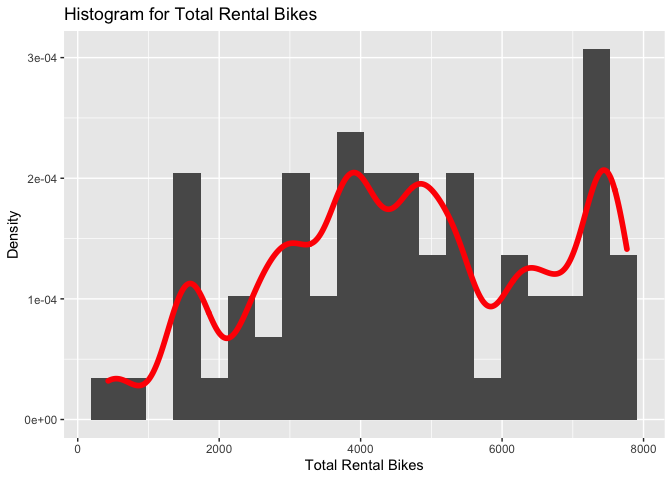 Histogram for Total Rental Bikes
3e-04
2e-04
1e-04
0e+00
Density
0 2000 4000 6000 8000
Total Rental Bikes